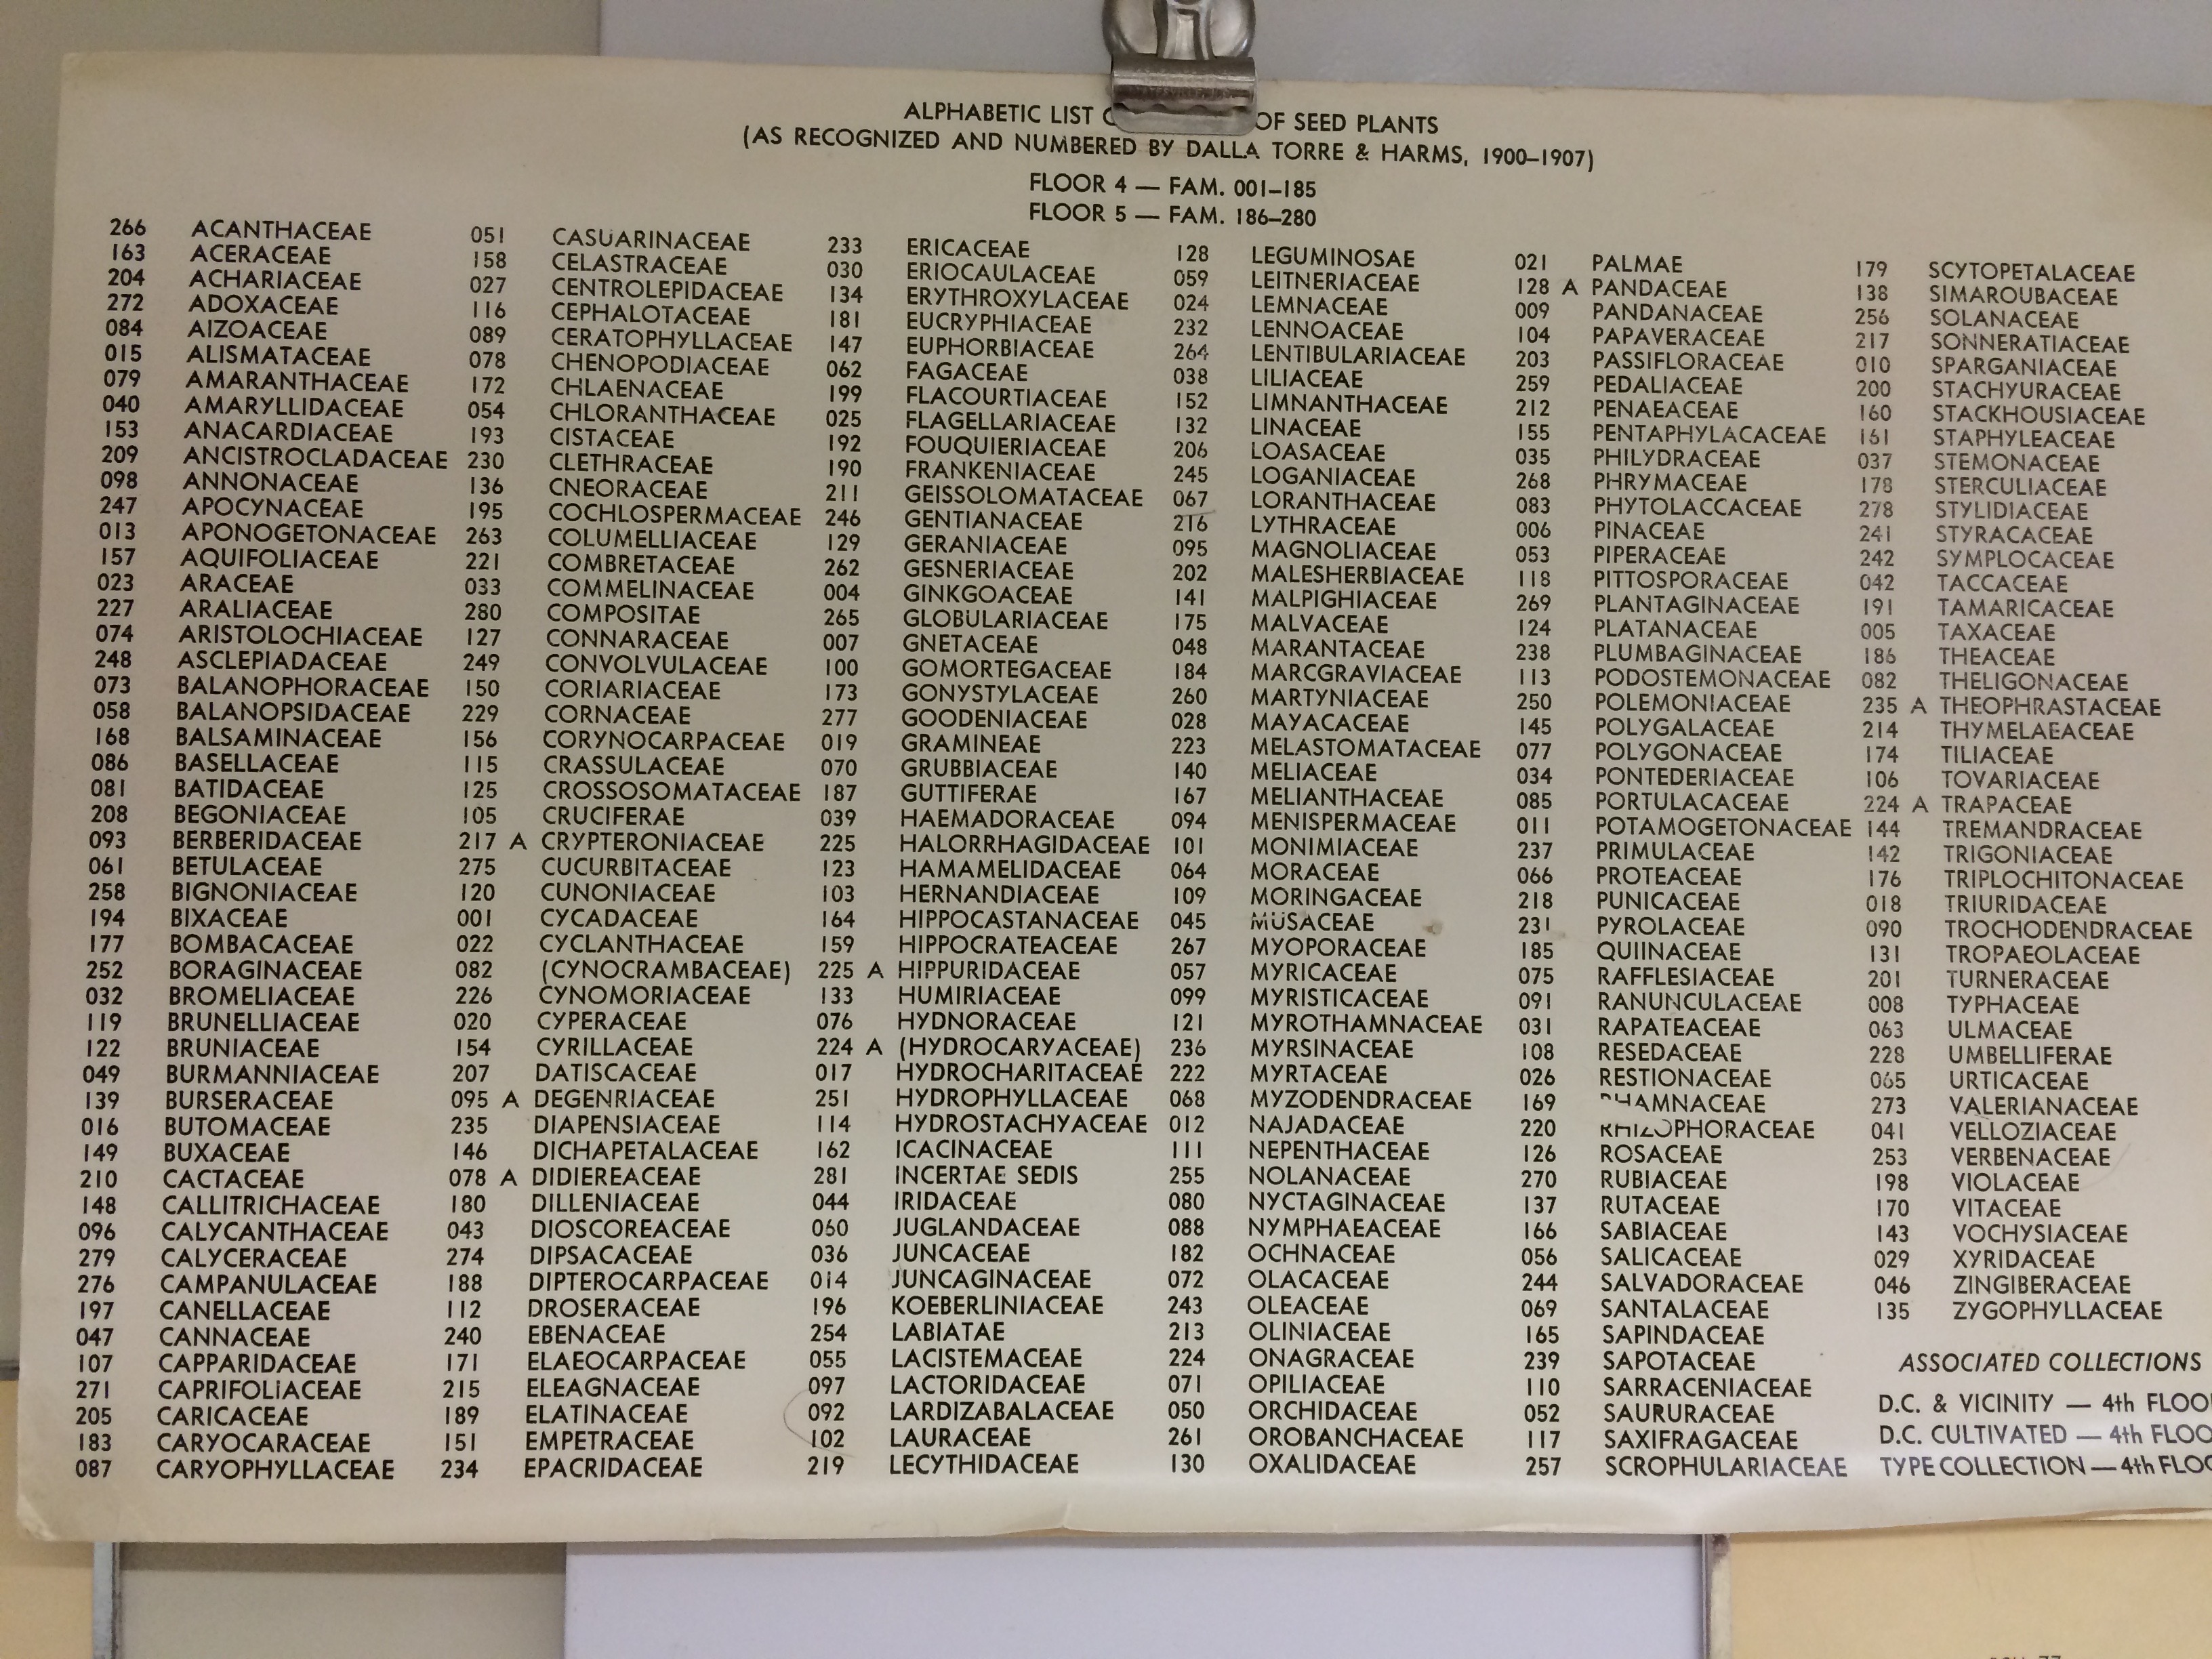 ALPHABETIC LIST OF SEED PLANTS
(AS RECOGNIZED AND NUMBERED BY DALLA TORRE & HARMS, 1900–1907)
FLOOR 4 — FAM. 001–185
FLOOR 5 — FAM. 186–280
266 ACANTHACEAE
163 ACERACEAE
204 ACHARIACEAE
272 ADOXACEAE
084 AIZOACEAE
015 ALISMATACEAE
079 AMARANTHACEAE
040 AMARYLLIDACEAE
153 ANACARDIACEAE
209 ANCISTROCLADACEAE
098 ANNONACEAE
247 APOCYNACEAE
013 APONOGETONACEAE
157 AQUIFOLIACEAE
023 ARACEAE
227 ARALIACEAE
074 ARISTOLOCHIACEAE
248 ASCLEPIADACEAE
073 BALANOPHORACEAE
058 BALANOPSIDACEAE
168 BALSAMINACEAE
086 BASELLACEAE
081 BATIDACEAE
208 BEGONIACEAE
093 BERBERIDACEAE
061 BETULACEAE
258 BIGNONIACEAE
194 BIXACEAE
177 BOMBACACEAE
252 BORAGINACEAE
032 BROMELIACEAE
119 BRUNELLIACEAE
122 BRUNIACEAE
049 BURMANNIACEAE
139 BURSERACEAE
016 BUTOMACEAE
149 BUXACEAE
210 CACTACEAE
148 CALLITRICHACEAE
096 CALYCANTHACEAE
279 CALYCERACEAE
276 CAMPANULACEAE
197 CANELLACEAE
047 CANNACEAE
107 CAPPARIDACEAE
271 CAPRIFOLIACEAE
205 CARICACEAE
183 CARYOCARACEAE
087 CARYOPHYLLACEAE
051 CASUARINACEAE
158 CELASTRACEAE
027 CENTROLEPIDACEAE
116 CEPHALOTACEAE
089 CERATOPHYLLACEAE
078 CHENOPODIACEAE
172 CHLAENACEAE
054 CHLORANTHACEAE
193 CISTACEAE
230 CLETHRACEAE
136 CNEORACEAE
195 COCHLOSPERMACEAE
263 COLUMELLIACEAE
221 COMBRETACEAE
033 COMMELINACEAE
280 COMPOSITAE
127 CONNARACEAE
249 CONVOLVULACEAE
150 CORIARIACEAE
229 CORNACEAE
156 CORYNOCARPACEAE
115 CRASSULACEAE
125 CROSSOSOMATACEAE
105 CRUCIFERAE
217 A CRYPTERONIACEAE
275 CUCURBITACEAE
120 CUNONIACEAE
001 CYCADACEAE
022 CYCLANTHACEAE
082 (CYNOCRAMBACEAE)
226 CYNOMORIACEAE
020 CYPERACEAE
154 CYRILLACEAE
207 DATISCACEAE
095 A DEGENRIACEAE
235 DIAPENSIACEAE
146 DICHAPETALACEAE
078 A DIDIEREACEAE
180 DILLENIACEAE
043 DIOSCOREACEAE
274 DIPSACACEAE
188 DIPTEROCARPACEAE
112 DROSERACEAE
240 EBENACEAE
171 ELAEOCARPACEAE
215 ELEAGNACEAE
189 ELATINACEAE
151 EMPETRACEAE
234 EPACRIDACEAE
233 ERICACEAE
030 ERIOCAULACEAE
134 ERYTHROXYLACEAE
181 EUCRYPHIACEAE
147 EUPHORBIACEAE
062 FAGACEAE
199 FLACOURTIACEAE
025 FLAGELLARIACEAE
192 FOUQUIERIACEAE
190 FRANKENIACEAE
211 GEISSOLOMATACEAE
246 GENTIANACEAE
129 GERANIACEAE
262 GESNERIACEAE
004 GINKGOACEAE
265 GLOBULARIACEAE
007 GNETACEAE
100 GOMORTEGACEAE
173 GONYSTYLACEAE
277 GOODENIACEAE
019 GRAMINEAE
070 GRUBBIACEAE
187 GUTTIFERAE
039 HAEMADORACEAE
225 HALORRHAGIDACEAE
123 HAMAMELIDACEAE
103 HERNANDIACEAE
164 HIPPOCASTANACEAE
159 HIPPOCRATEACEAE
225 A HIPPURIDACEAE
133 HUMIRIACEAE
076 HYDNORACEAE
224 A (HYDROCARYACEAE)
017 HYDROCHARITACEAE
251 HYDROPHYLLACEAE
114 HYDROSTACHYACEAE
162 ICACINACEAE
281 INCERTAE SEDIS
044 IRIDACEAE
060 JUGLANDACEAE
036 JUNCACEAE
014 JUNCAGINACEAE
196 KOEBERLINIACEAE
254 LABIATAE
055 LACISTEMACEAE
097 LACTORIDACEAE
092 LARDIZABALACEAE
102 LAURACEAE
219 LECYTHIDACEAE
128 LEGUMINOSAE
059 LEITNERIACEAE
024 LEMNACEAE
232 LENNOACEAE
264 LENTIBULARIACEAE
038 LILIACEAE
152 LIMNANTHACEAE
132 LINACEAE
206 LOASACEAE
245 LOGANIACEAE
067 LORANTHACEAE
216 LYTHRACEAE
095 MAGNOLIACEAE
202 MALESHERBIACEAE
141 MALPIGHIACEAE
175 MALVACEAE
048 MARANTACEAE
184 MARCGRAVIACEAE
260 MARTYNIACEAE
028 MAYACACEAE
223 MELASTOMATACEAE
140 MELIACEAE
167 MELIANTHACEAE
094 MENISPERMACEAE
101 MONIMIACEAE
064 MORACEAE
109 MORINGACEAE
045 MUSACEAE
267 MYOPORACEAE
057 MYRICACEAE
099 MYRISTICACEAE
121 MYROTHAMNACEAE
236 MYRSINACEAE
222 MYRTACEAE
068 MYZODENDRACEAE
012 NAJADACEAE
111 NEPENTHACEAE
255 NOLANACEAE
080 NYCTAGINACEAE
088 NYMPHAEACEAE
182 OCHNACEAE
072 OLACACEAE
243 OLEACEAE
213 OLINIACEAE
224 ONAGRACEAE
071 OPILIACEAE
050 ORCHIDACEAE
261 OROBANCHACEAE
130 OXALIDACEAE
021 PALMAE
128 A PANDACEAE
009 PANDANACEAE
104 PAPAVERACEAE
203 PASSIFLORACEAE
259 PEDALIACEAE
212 PENAEACEAE
155 PENTAPHYLACACEAE
035 PHILYDRACEAE
268 PHRYMACEAE
083 PHYTOLACCACEAE
006 PINACEAE
053 PIPERACEAE
118 PITTOSPORACEAE
269 PLANTAGINACEAE
124 PLATANACEAE
238 PLUMBAGINACEAE
113 PODOSTEMONACEAE
250 POLEMONIACEAE
145 POLYGALACEAE
077 POLYGONACEAE
034 PONTEDERIACEAE
085 PORTULACACEAE
011 POTAMOGETONACEAE
237 PRIMULACEAE
066 PROTEACEAE
218 PUNICACEAE
231 PYROLACEAE
185 QUIINACEAE
075 RAFFLESIACEAE
091 RANUNCULACEAE
031 RAPATEACEAE
108 RESEDACEAE
026 RESTIONACEAE
169 RHAMNACEAE
220 RHIZOPHORACEAE
126 ROSACEAE
270 RUBIACEAE
137 RUTACEAE
166 SABIACEAE
056 SALICACEAE
244 SALVADORACEAE
069 SANTALACEAE
165 SAPINDACEAE
239 SAPOTACEAE
110 SARRACENIACEAE
052 SAURURACEAE
117 SAXIFRAGACEAE
257 SCROPHULARIACEAE
179 SCYTOPETALACEAE
138 SIMAROUBACEAE
256 SOLANACEAE
217 SONNERATIACEAE
010 SPARGANIACEAE
200 STACHYURACEAE
160 STACKHOUSIACEAE
161 STAPHYLEACEAE
037 STEMONACEAE
178 STERCULIACEAE
278 STYLIDIACEAE
241 STYRACACEAE
242 SYMPLOCACEAE
042 TACCACEAE
191 TAMARICACEAE
005 TAXACEAE
186 THEACEAE
082 THELIGONACEAE
235 A THEOPHRASTACEAE
214 THYMELAEACEAE
174 TILIACEAE
106 TOVARIACEAE
224 A TRAPACEAE
144 TREMANDRACEAE
142 TRIGONIACEAE
176 TRIPLOCHITONACEAE
018 TRIURIDACEAE
090 TROCHODENDRACEAE
131 TROPAEOLACEAE
201 TURNERACEAE
008 TYPHACEAE
063 ULMACEAE
228 UMBELLIFERAE
065 URTICACEAE
273 VALERIANACEAE
041 VELLOZIACEAE
253 VERBENACEAE
198 VIOLACEAE
170 VITACEAE
143 VOCHYSIACEAE
029 XYRIDACEAE
046 ZINGIBERACEAE
135 ZYGOPHYLLACEAE
ASSOCIATED COLLECTIONS
D.C. & VICINITY — 4th
D.C. CULTIVATED — 4th
TYPE COLLECTION — 4th